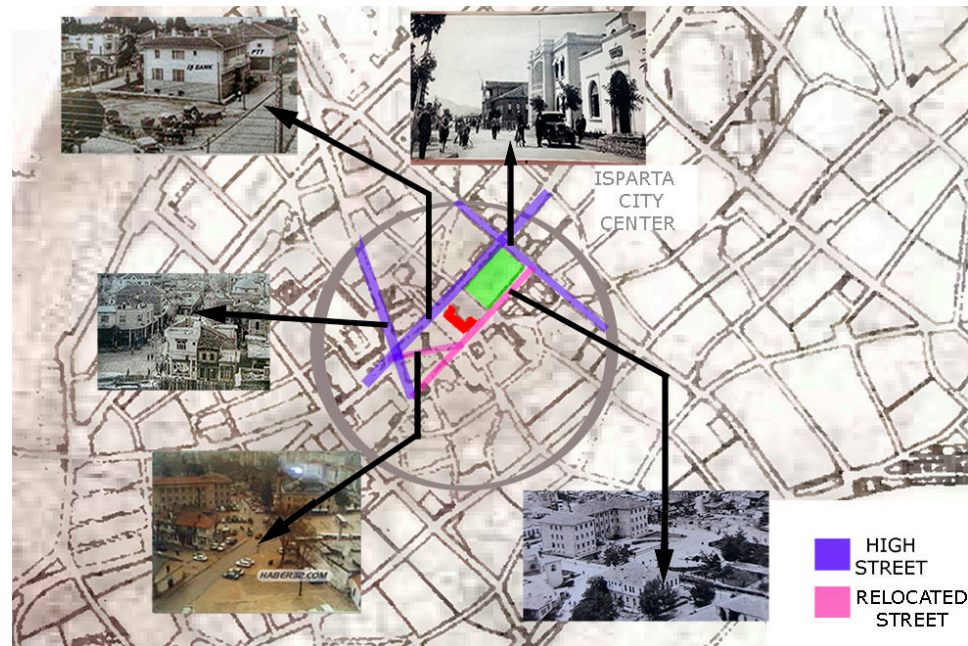 PTT
İŞ BANK
ISPARTA
CITY
CENTER
HABER32.COM
HIGH
STREET
RELOCATED
STREET